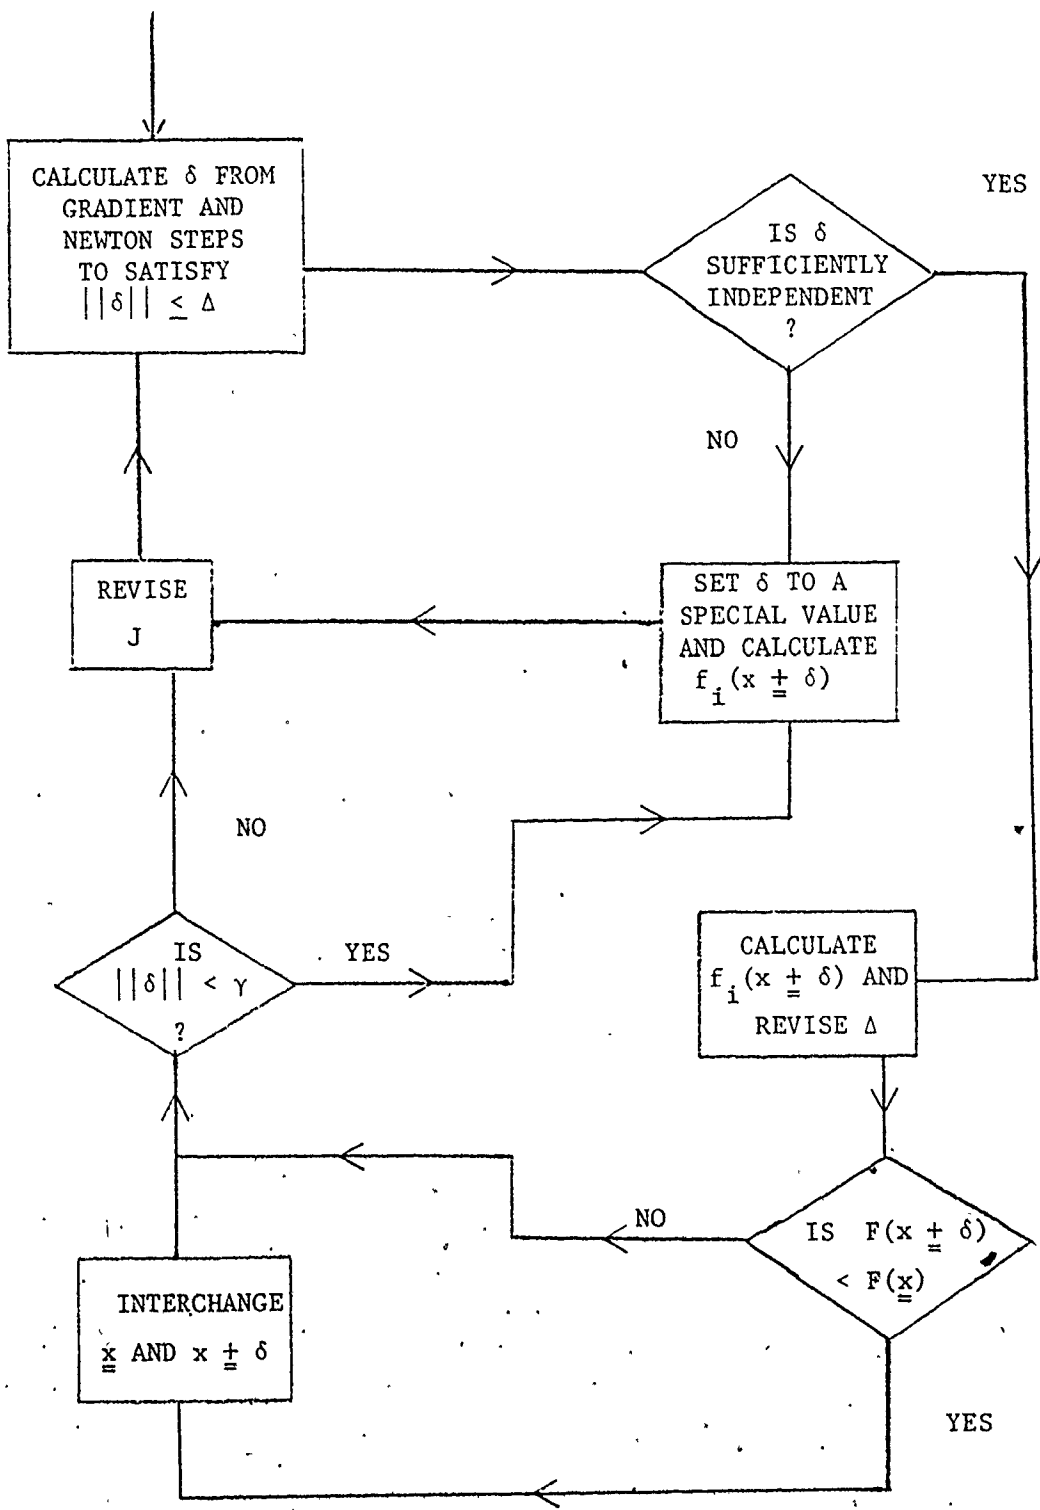 CALCULATE δ FROM
GRADIENT AND
NEWTON STEPS
TO SATISFY
||δ|| ≤ Δ
IS δ
SUFFICIENTLY
INDEPENDENT
?
YES
NO
REVISE
J
SET δ TO A
SPECIAL VALUE
AND CALCULATE
f_i(x ± δ)
NO
IS
||δ|| < γ
?
YES
CALCULATE
f_i(x ± δ) AND
REVISE Δ
NO
IS F(x ± δ)
< F(x)
INTERCHANGE
x AND x ± δ
YES